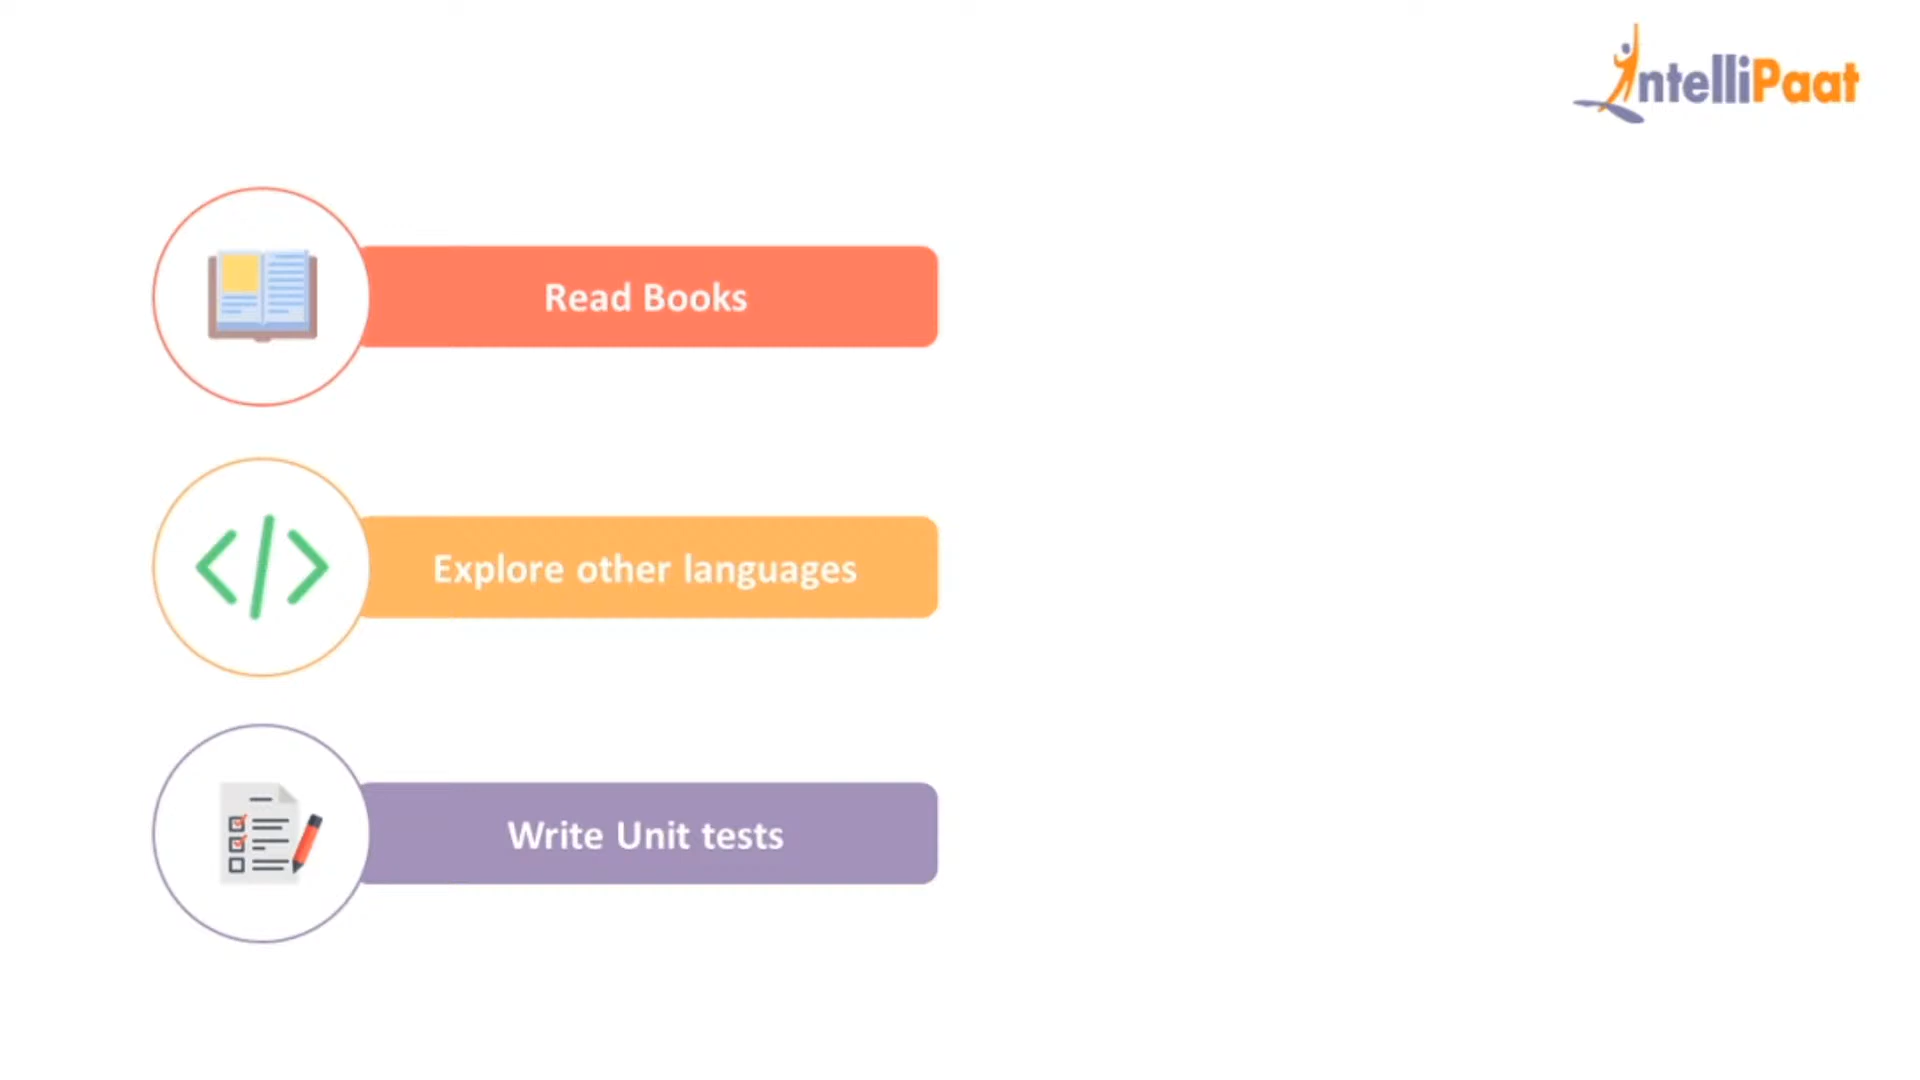 IntelliPaat
Read Books
Explore other languages
Write Unit tests